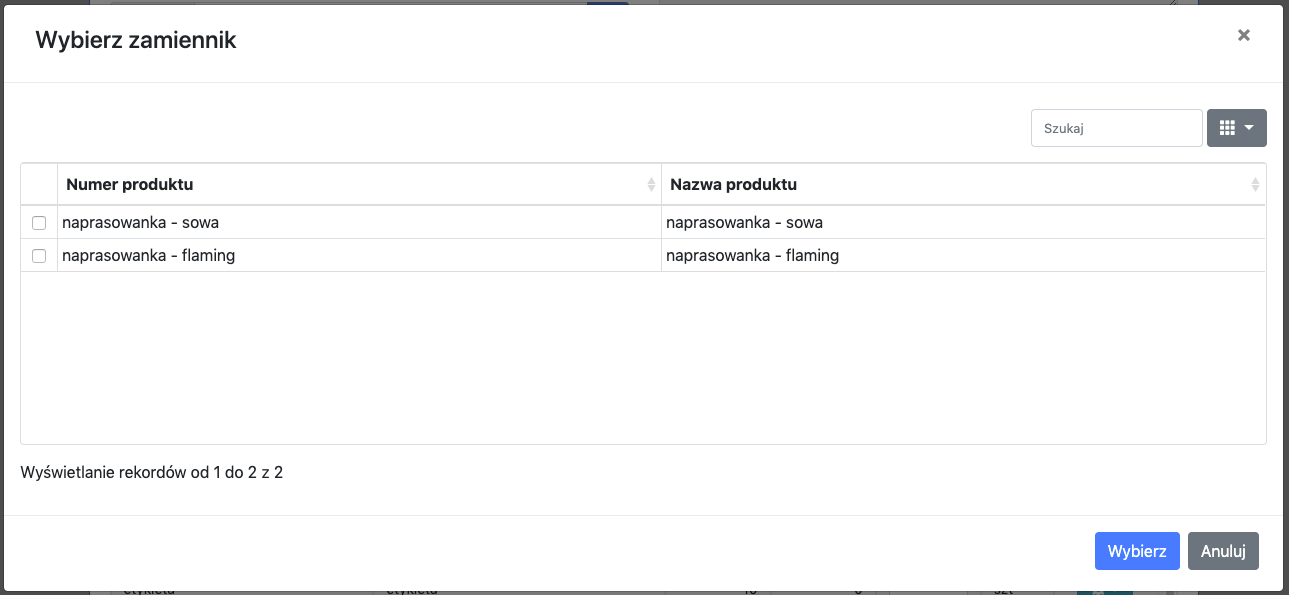 Wybierz zamiennik
×
Szukaj
Numer produktu Nazwa produktu
naprasowanka - sowa naprasowanka - sowa
naprasowanka - flaming naprasowanka - flaming
Wyświetlanie rekordów od 1 do 2 z 2
Wybierz Anuluj